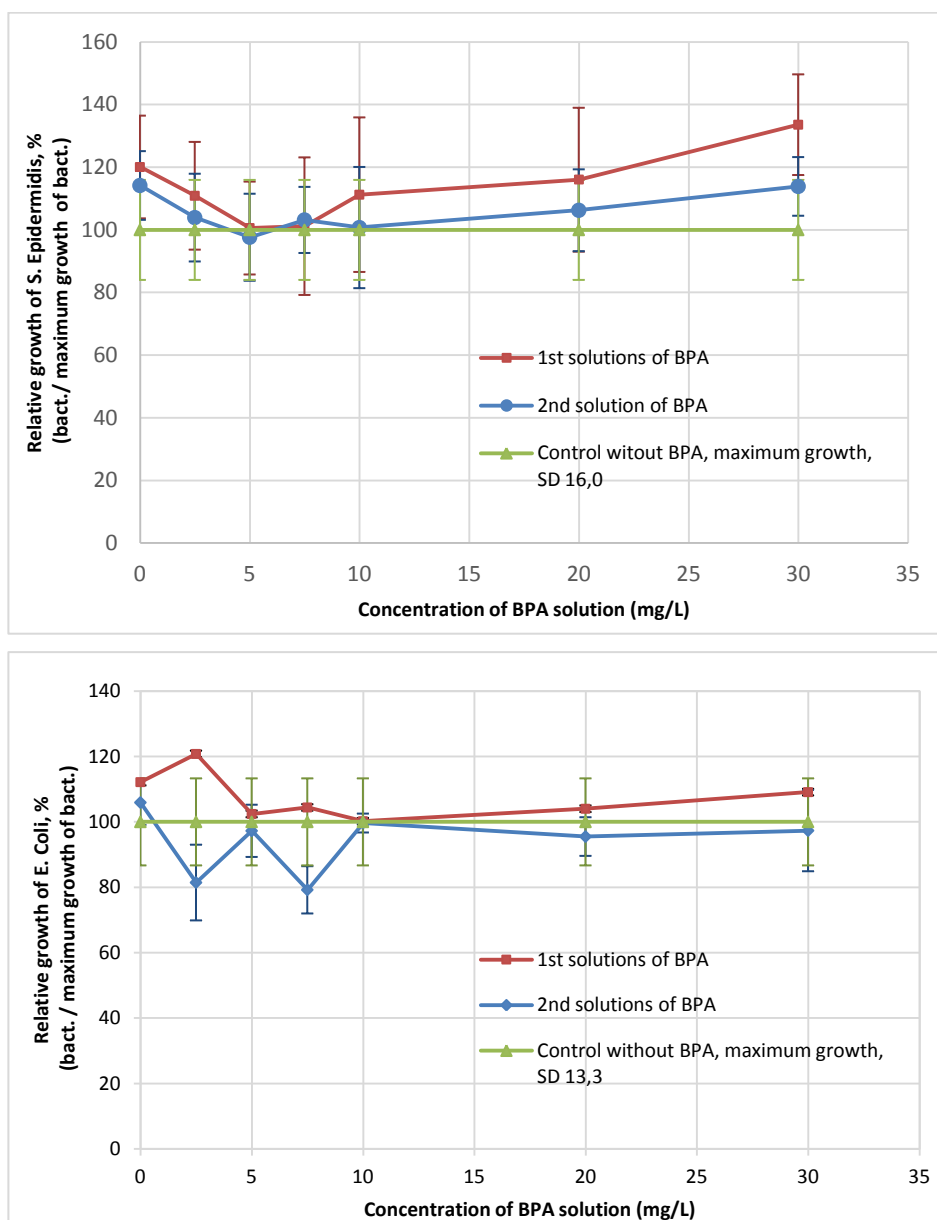 160
140
120
100
80
60
40
20
0
Relative growth of S. Epidermidis, %
(bact./ maximum growth of bact.)
1st solutions of BPA
2nd solution of BPA
Control witout BPA, maximum growth,
SD 16,0
0 5 10 15 20 25 30 35
Concentration of BPA solution (mg/L)
140
120
100
80
60
40
20
0
Relative growth of E. Coli, %
(bact. / maximum growth of bact.)
1st solutions of BPA
2nd solutions of BPA
Control without BPA, maximum growth,
SD 13,3
0 5 10 15 20 25 30 35
Concentration of BPA solution (mg/L)